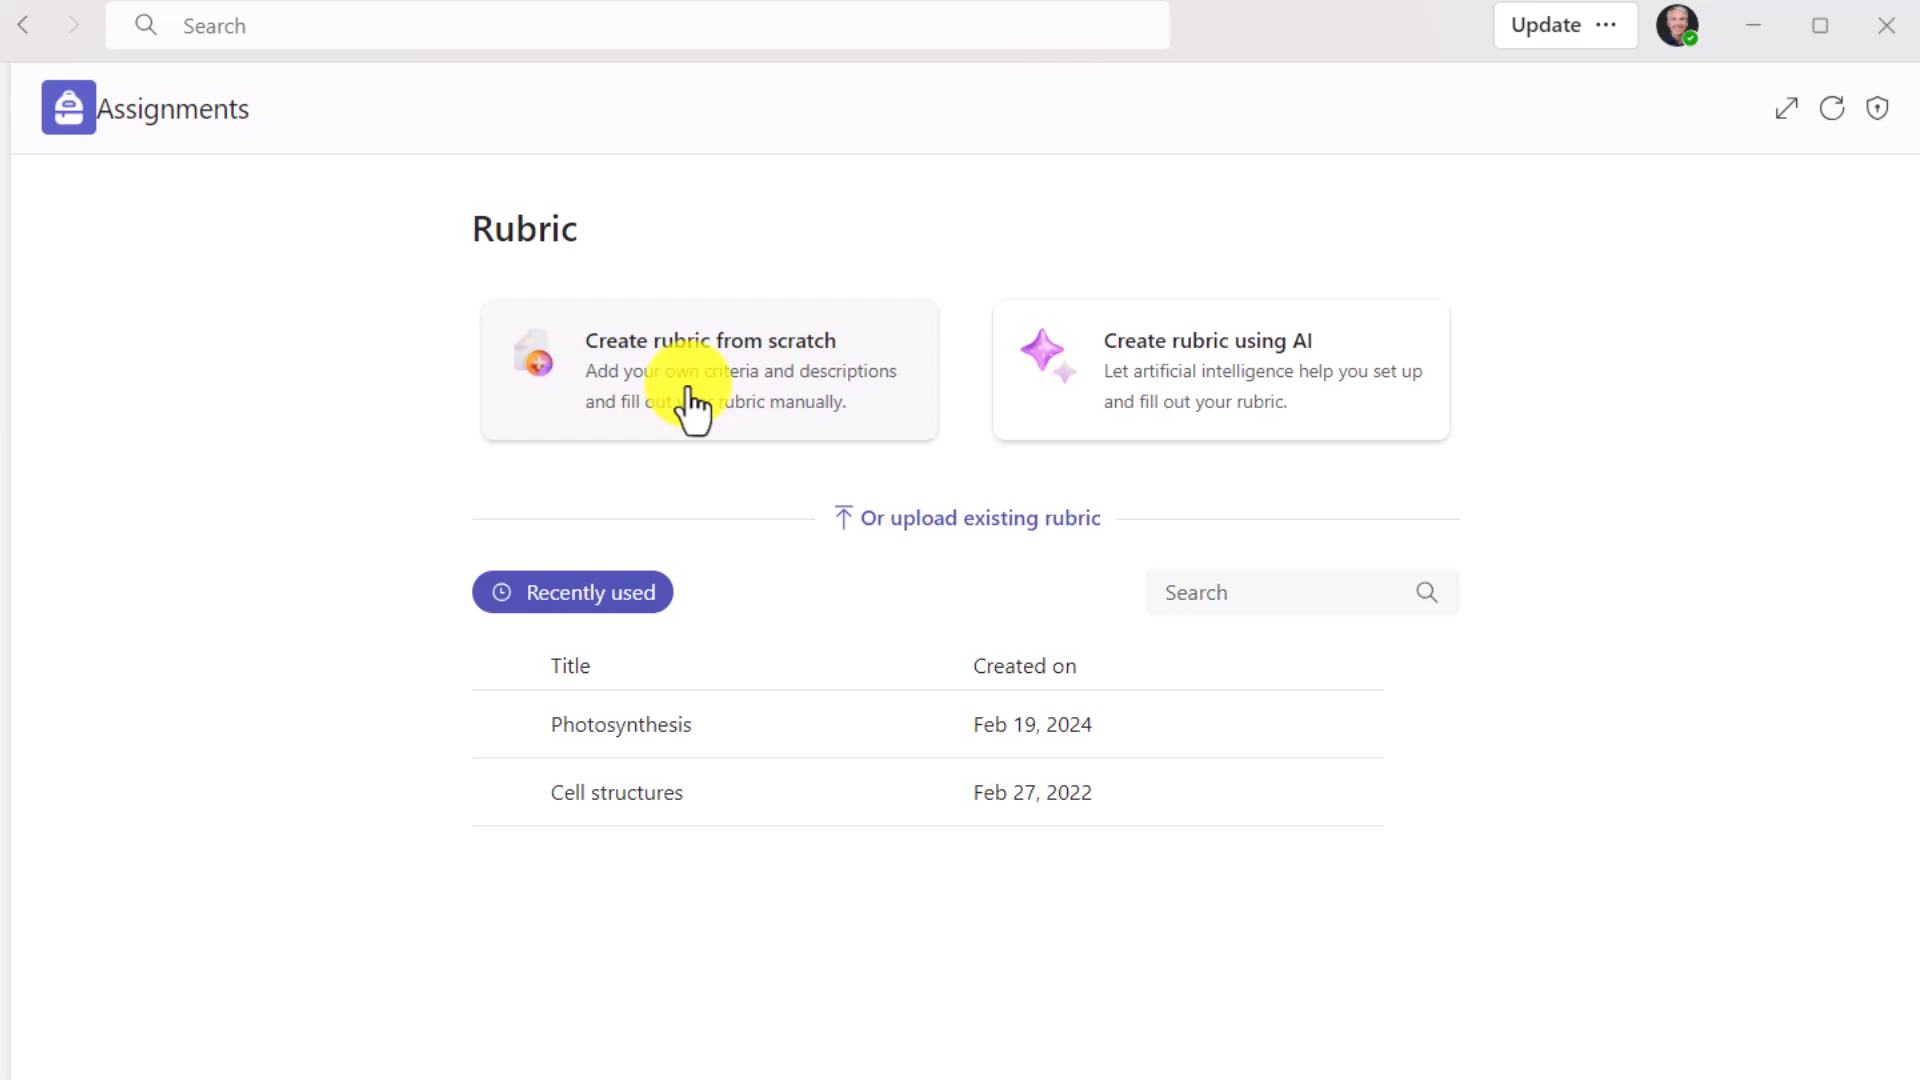 Search
Update ···
Assignments
Rubric
Create rubric from scratch
Add your own criteria and descriptions
and fill out your rubric manually.
Create rubric using AI
Let artificial intelligence help you set up
and fill out your rubric.
Or upload existing rubric
Recently used
Search
Title Created on
Photosynthesis Feb 19, 2024
Cell structures Feb 27, 2022